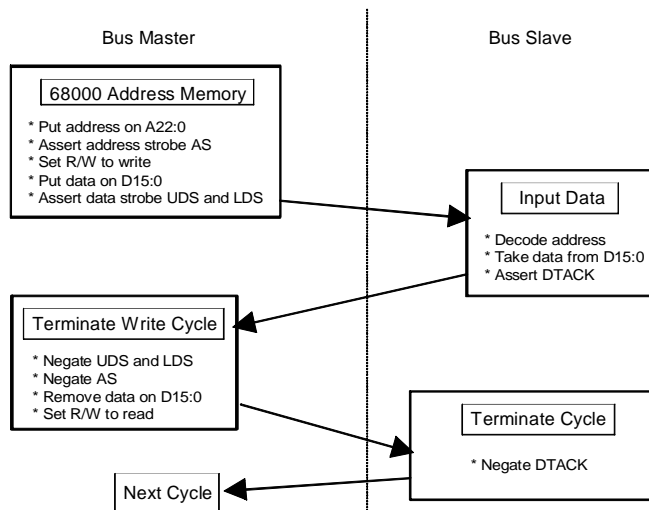 Bus Master
Bus Slave
68000 Address Memory
* Put address on A22:0
* Assert address strobe AS
* Set R/W to write
* Put data on D15:0
* Assert data strobe UDS and LDS
Input Data
* Decode address
* Take data from D15:0
* Assert DTACK
Terminate Write Cycle
* Negate UDS and LDS
* Negate AS
* Remove data on D15:0
* Set R/W to read
Terminate Cycle
* Negate DTACK
Next Cycle